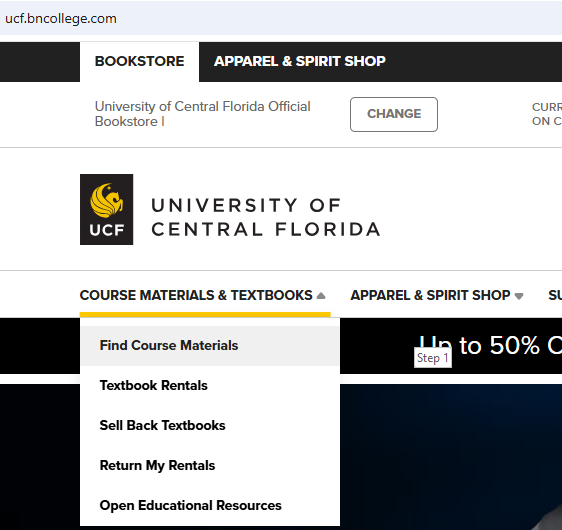 ucf.bncollege.com
BOOKSTORE
APPAREL & SPIRIT SHOP
University of Central Florida Official
Bookstore |
CHANGE
CURR
ON C
UCF
UNIVERSITY OF
CENTRAL FLORIDA
COURSE MATERIALS & TEXTBOOKS
APPAREL & SPIRIT SHOP
SU
Up to 50% O
Step 1
Find Course Materials
Textbook Rentals
Sell Back Textbooks
Return My Rentals
Open Educational Resources